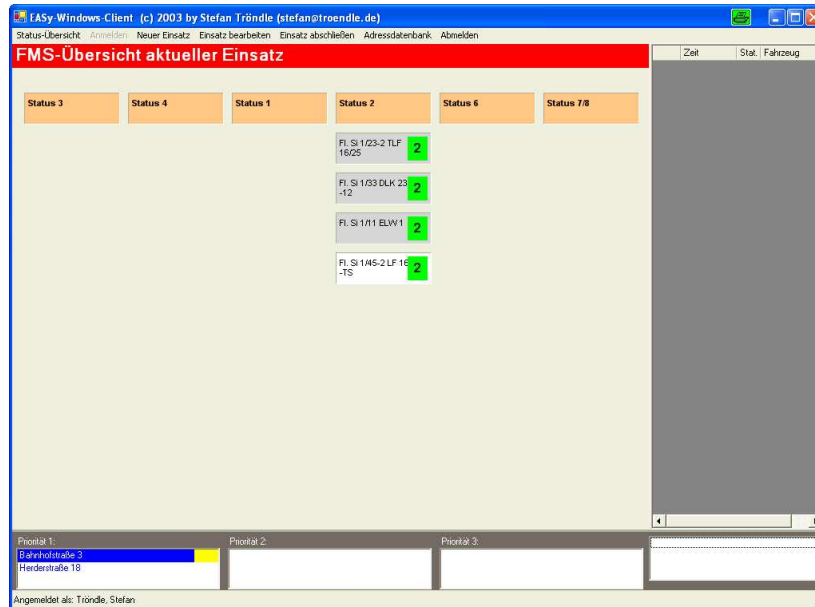 EASy-Windows-Client (c) 2003 by Stefan Tröndle (stefan@troendle.de)
Status-Übersicht Anmelden Neuer Einsatz Einsatz bearbeiten Einsatz abschließen Adressdatenbank Abmelden
FMS-Übersicht aktueller Einsatz
Zeit Stat. Fahrzeug
Status 3 Status 4 Status 1 Status 2 Status 6 Status 7/8
Fl. Si 1/23-2 TLF
16/25
2
Fl. Si 1/33 DLK 23
-12
2
Fl. Si 1/11 ELW 1
2
Fl. Si 1/45-2 LF 16
-TS
2
Priorität 1: Priorität 2: Priorität 3:
Bahnhofstraße 3
Herderstraße 18
Angemeldet als: Tröndle, Stefan